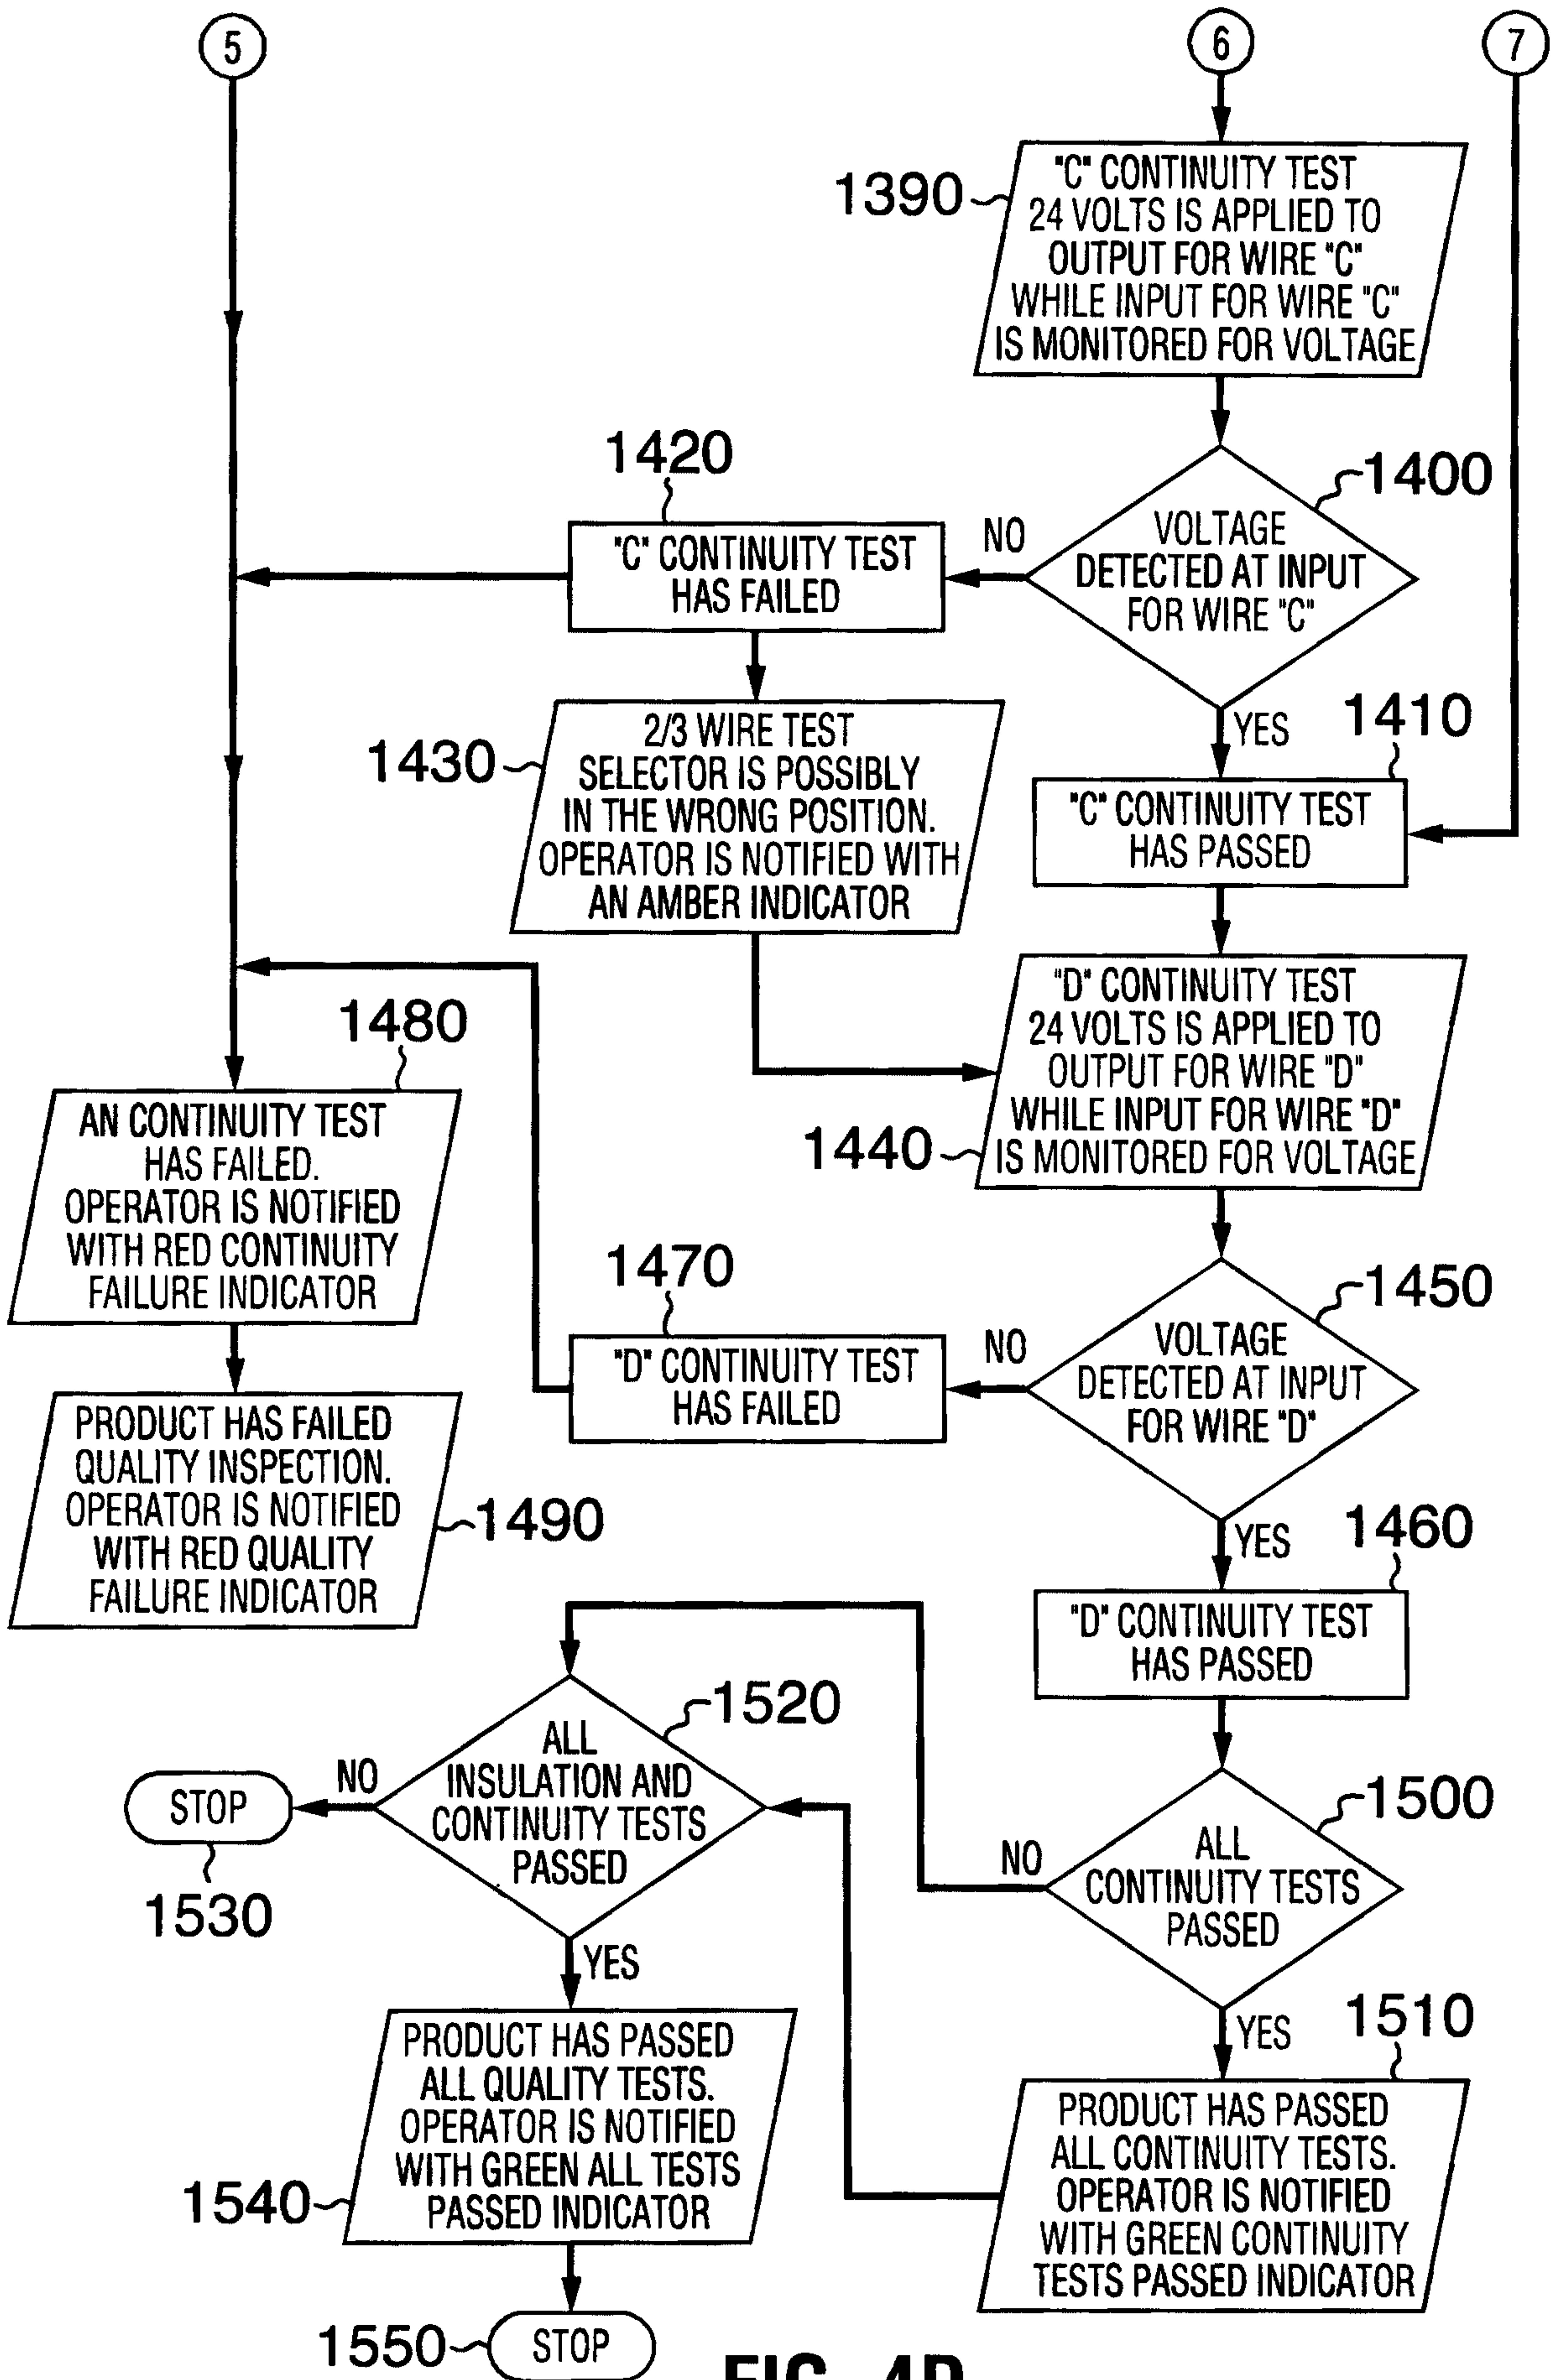 5
6
7
1390
"C" CONTINUITY TEST
24 VOLTS IS APPLIED TO
OUTPUT FOR WIRE "C"
WHILE INPUT FOR WIRE "C"
IS MONITORED FOR VOLTAGE
1400
VOLTAGE
DETECTED AT INPUT
FOR WIRE "C"
NO
1420
"C" CONTINUITY TEST
HAS FAILED
YES
1410
"C" CONTINUITY TEST
HAS PASSED
1430
2/3 WIRE TEST
SELECTOR IS POSSIBLY
IN THE WRONG POSITION.
OPERATOR IS NOTIFIED WITH
AN AMBER INDICATOR
1440
"D" CONTINUITY TEST
24 VOLTS IS APPLIED TO
OUTPUT FOR WIRE "D"
WHILE INPUT FOR WIRE "D"
IS MONITORED FOR VOLTAGE
1480
AN CONTINUITY TEST
HAS FAILED.
OPERATOR IS NOTIFIED
WITH RED CONTINUITY
FAILURE INDICATOR
1450
VOLTAGE
DETECTED AT INPUT
FOR WIRE "D"
NO
1470
"D" CONTINUITY TEST
HAS FAILED
1490
PRODUCT HAS FAILED
QUALITY INSPECTION.
OPERATOR IS NOTIFIED
WITH RED QUALITY
FAILURE INDICATOR
YES
1460
"D" CONTINUITY TEST
HAS PASSED
1500
ALL
CONTINUITY TESTS
PASSED
NO
1520
ALL
INSULATION AND
CONTINUITY TESTS
PASSED
NO
STOP
1530
YES
1510
PRODUCT HAS PASSED
ALL CONTINUITY TESTS.
OPERATOR IS NOTIFIED
WITH GREEN CONTINUITY
TESTS PASSED INDICATOR
YES
1540
PRODUCT HAS PASSED
ALL QUALITY TESTS.
OPERATOR IS NOTIFIED
WITH GREEN ALL TESTS
PASSED INDICATOR
1550
STOP
FIG.